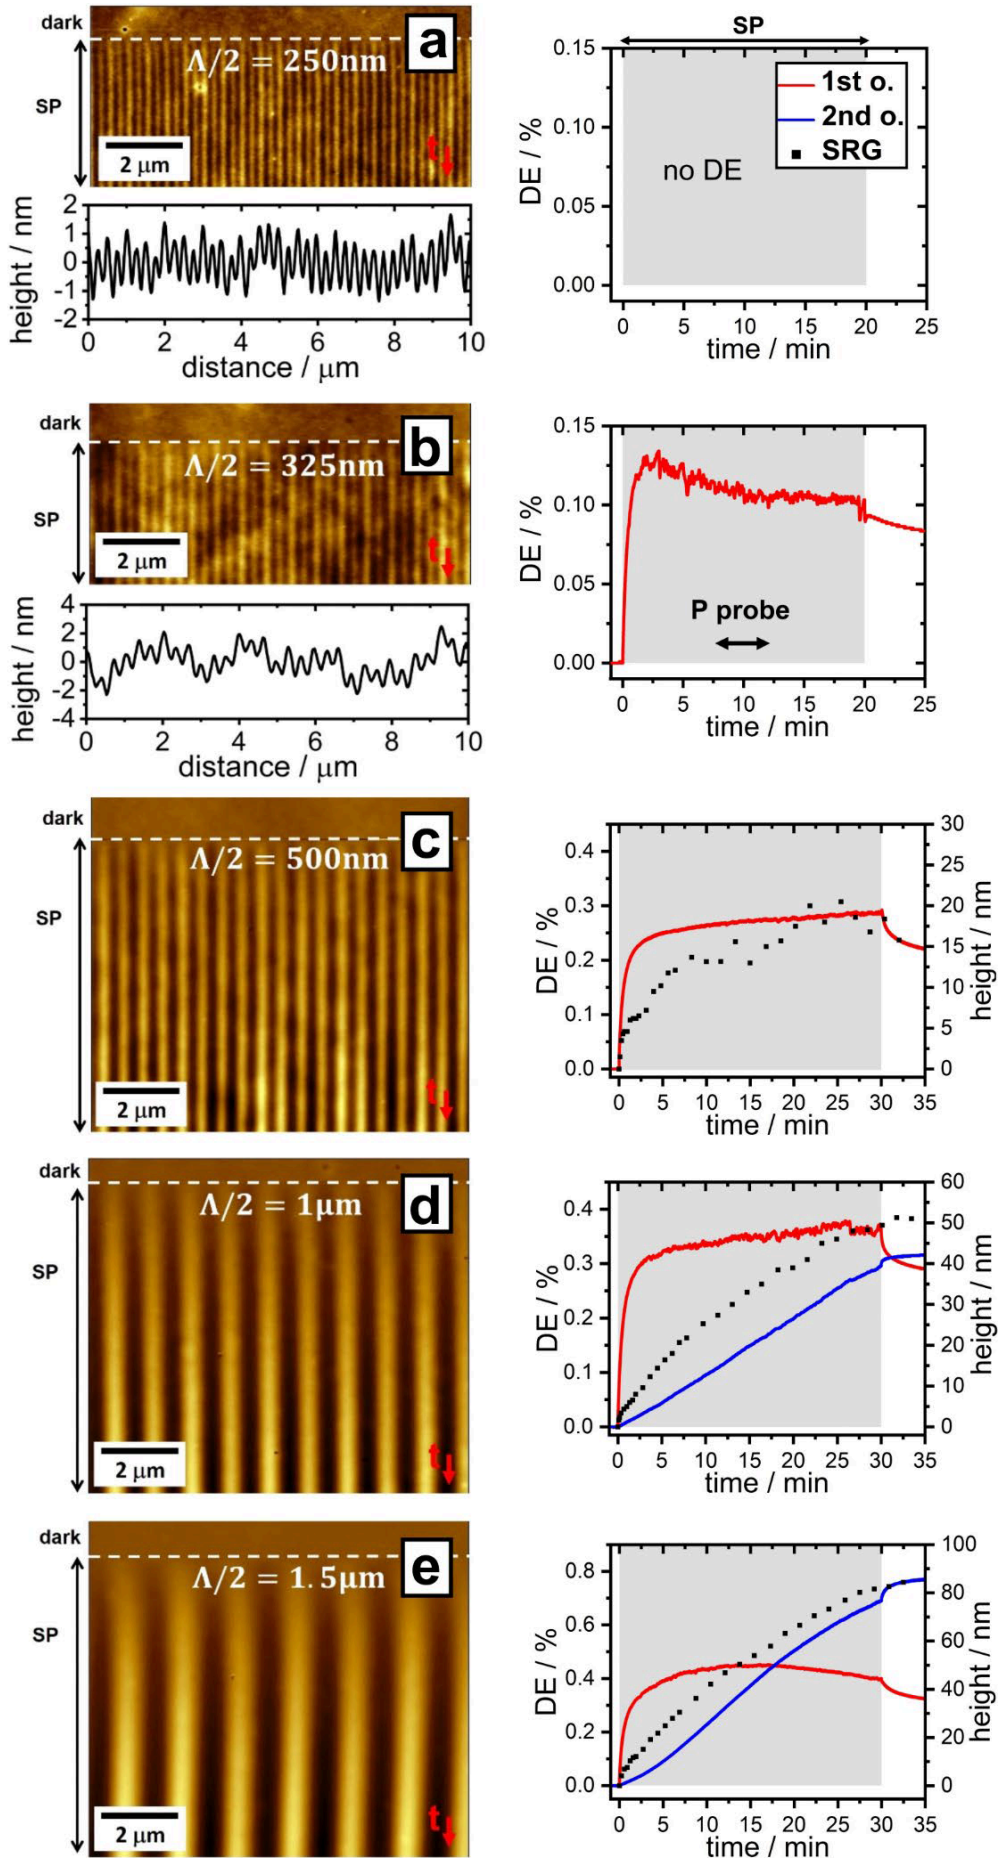 dark
Λ/2 = 250nm
a
SP
2 μm
t
height / nm
2
1
0
-1
-2
0 2 4 6 8 10
distance / μm
SP
1st o.
2nd o.
SRG
no DE
DE / %
0.15
0.10
0.05
0.00
0 5 10 15 20 25
time / min
dark
Λ/2 = 325nm
b
SP
2 μm
t
height / nm
4
2
0
-2
-4
0 2 4 6 8 10
distance / μm
DE / %
0.15
0.10
0.05
0.00
P probe
0 5 10 15 20 25
time / min
dark
Λ/2 = 500nm
c
SP
2 μm
t
DE / %
0.4
0.3
0.2
0.1
0.0
0 5 10 15 20 25 30 35
time / min
30
25
20
15
10
5
0
height / nm
dark
Λ/2 = 1μm
d
SP
2 μm
t
DE / %
0.4
0.3
0.2
0.1
0.0
0 5 10 15 20 25 30 35
time / min
60
50
40
30
20
10
0
height / nm
dark
Λ/2 = 1.5μm
e
SP
2 μm
t
DE / %
0.8
0.6
0.4
0.2
0.0
0 5 10 15 20 25 30 35
time / min
100
80
60
40
20
0
height / nm